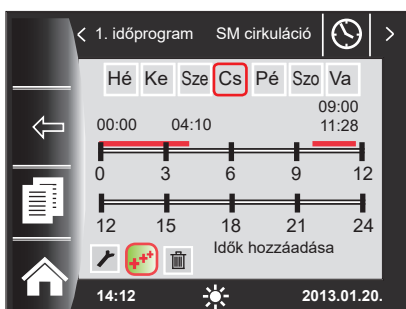 1. időprogram SM cirkuláció
Hé Ke Sze Cs Pé Szo Va
09:00
00:00 04:10 11:28
0 3 6 9 12
12 15 18 21 24
Idők hozzáadása
14:12 2013.01.20.